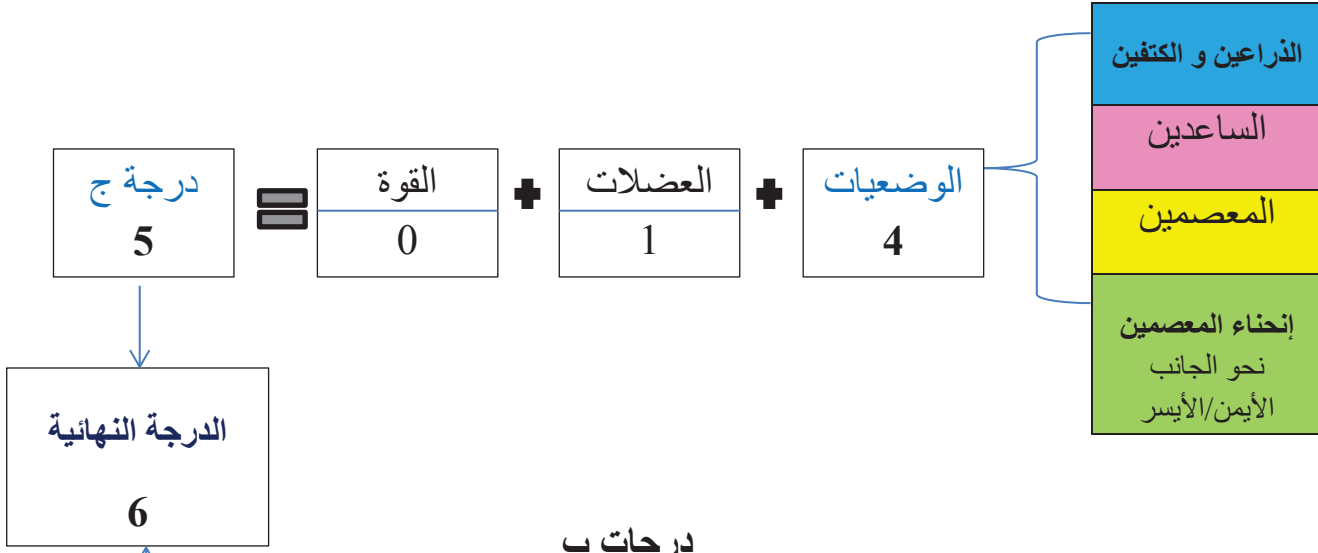 الذراعين و الكتفين
الساعدين
المعصمين
إنحناء المعصمين
نحو الجانب
الأيمن/الأيسر
الوضعيات
4
+
العضلات
1
+
القوة
0
=
درجة ج
5
الدرجة النهائية
6
درجات ب